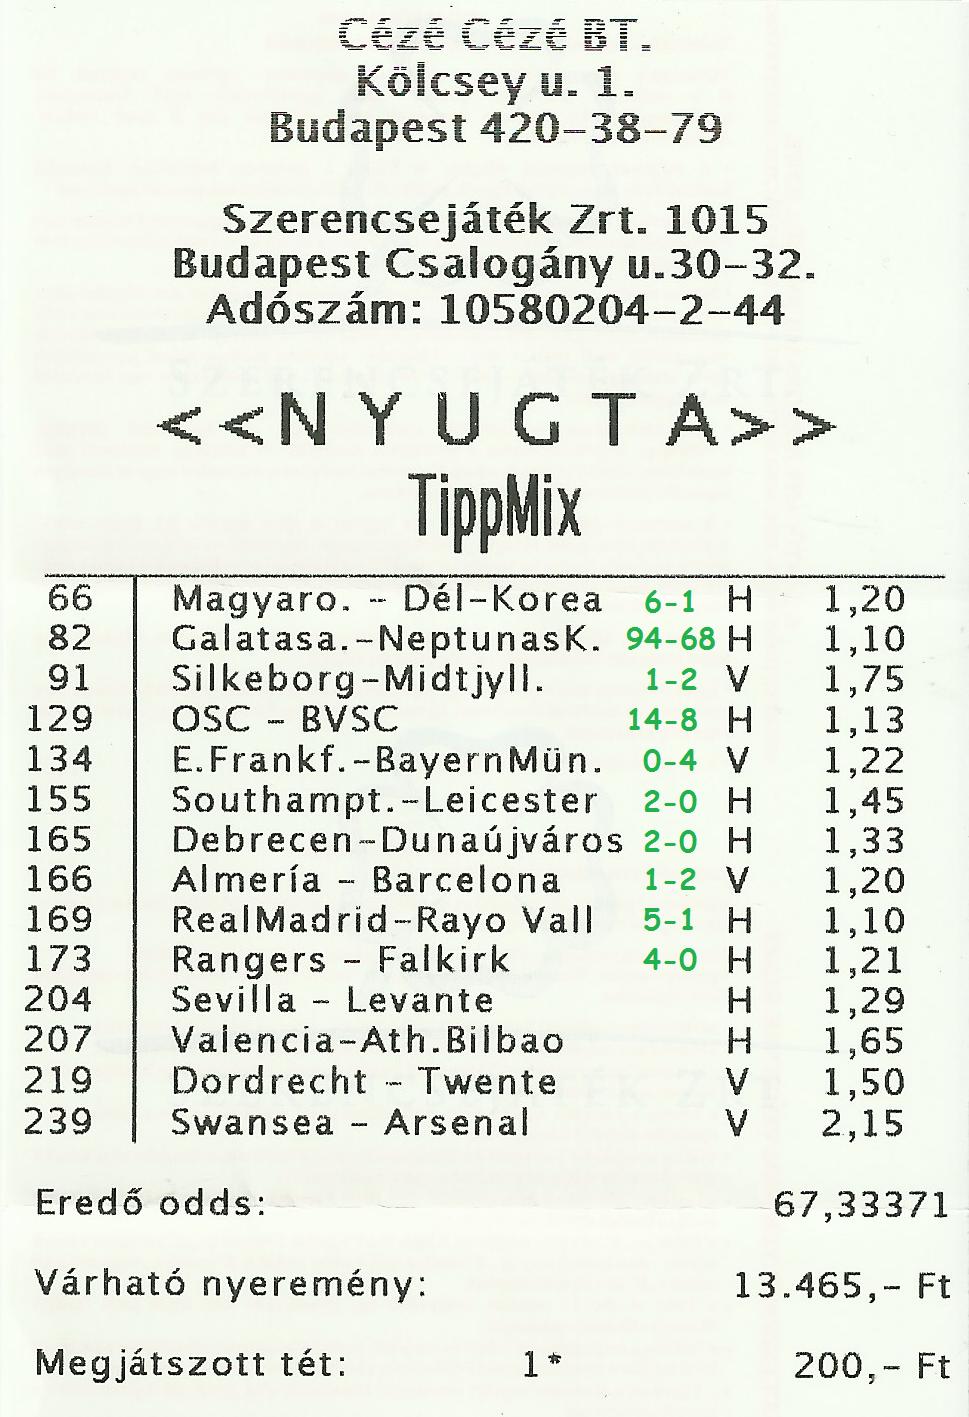 Cézé Cézé BT.
Kölcsey u. 1.
Budapest 420-38-79
Szerencsejáték Zrt. 1015
Budapest Csalogány u.30-32.
Adószám: 10580204-2-44
<<NYUGTA>>
TippMix
66 Magyaro. - Dél-Korea 6-1 H 1,20
82 Galatasa.-NeptunasK. 94-68 H 1,10
91 Silkeborg-Midtjyll. 1-2 V 1,75
129 OSC - BVSC 14-8 H 1,13
134 E.Frankf.-BayernMün. 0-4 V 1,22
155 Southampt.-Leicester 2-0 H 1,45
165 Debrecen-Dunaújváros 2-0 H 1,33
166 Almería - Barcelona 1-2 V 1,20
169 RealMadrid-Rayo Vall 5-1 H 1,10
173 Rangers - Falkirk 4-0 H 1,21
204 Sevilla - Levante H 1,29
207 Valencia-Ath.Bilbao H 1,65
219 Dordrecht - Twente V 1,50
239 Swansea - Arsenal V 2,15
Eredő odds: 67,33371
Várható nyeremény: 13.465,- Ft
Megjátszott tét: 1* 200,- Ft